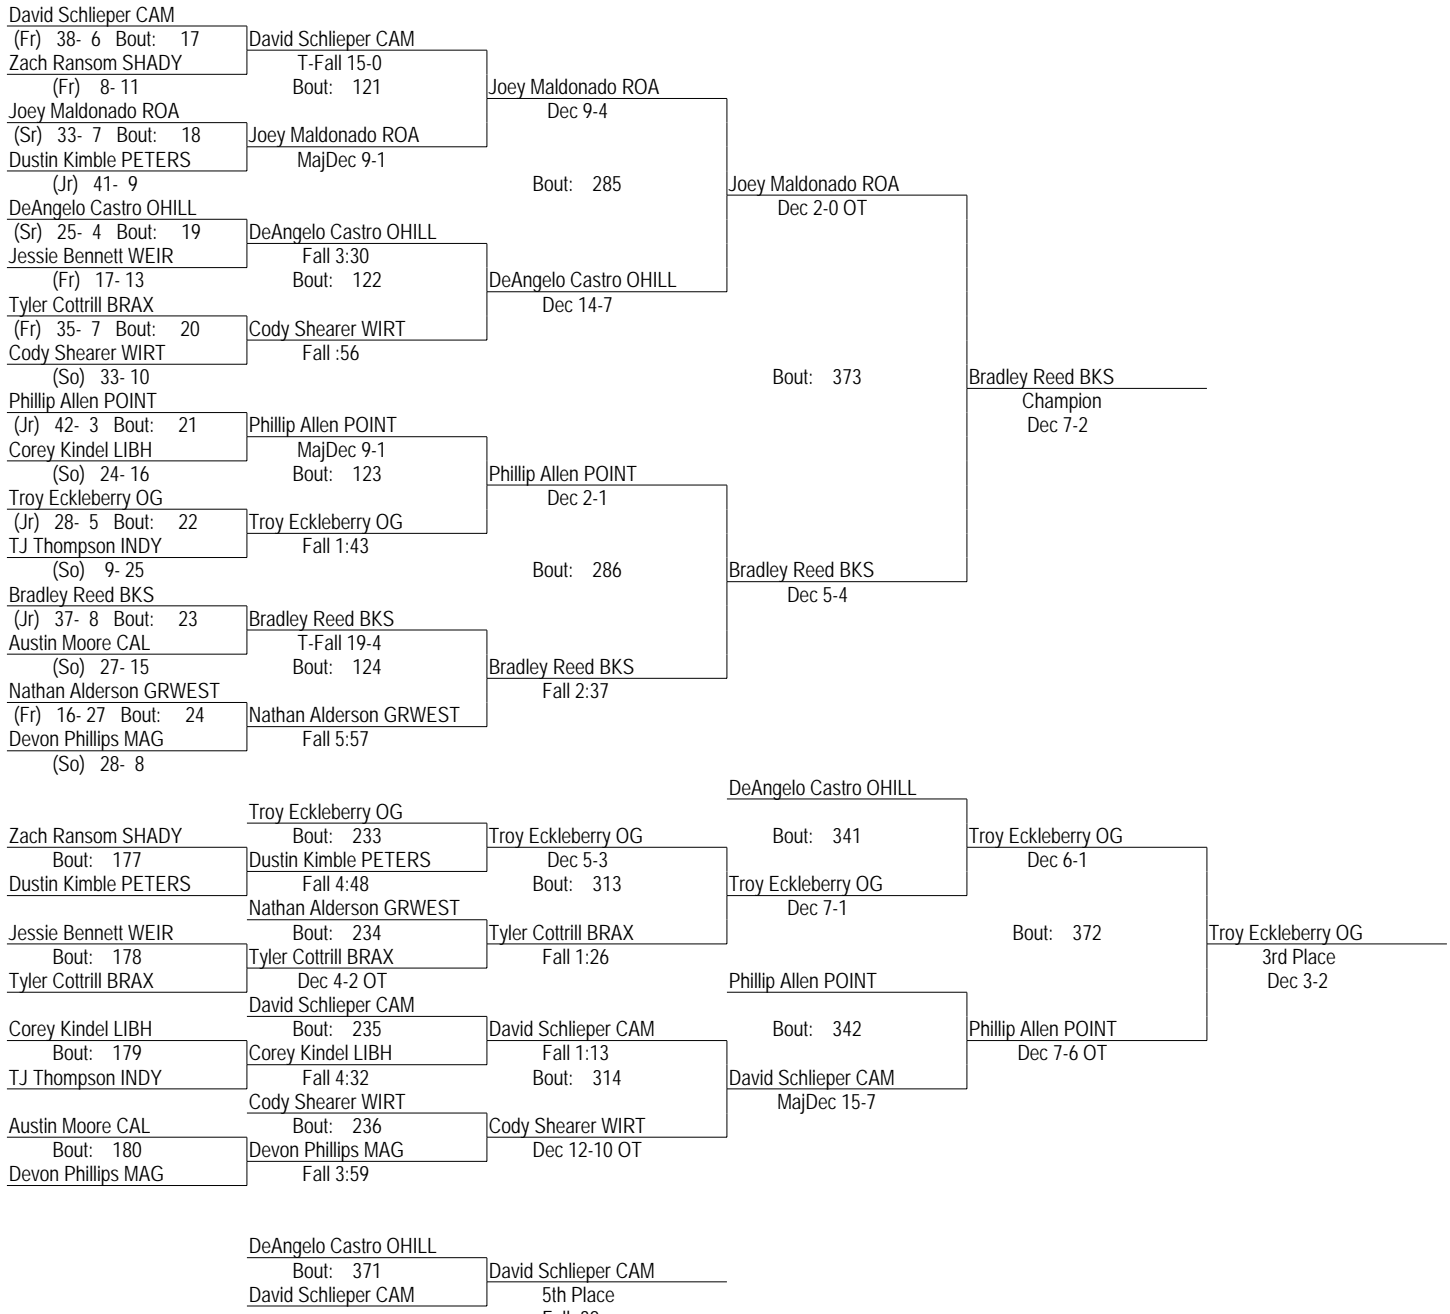 David Schlieper CAM
(Fr) 38- 6 Bout: 17 David Schlieper CAM
Zach Ransom SHADY T-Fall 15-0
(Fr) 8- 11 Bout: 121 Joey Maldonado ROA
Joey Maldonado ROA Dec 9-4
(Sr) 33- 7 Bout: 18 Joey Maldonado ROA
Dustin Kimble PETERS MajDec 9-1
(Jr) 41- 9 Bout: 285 Joey Maldonado ROA
DeAngelo Castro OHILL Dec 2-0 OT
(Sr) 25- 4 Bout: 19 DeAngelo Castro OHILL
Jessie Bennett WEIR Fall 3:30
(Fr) 17- 13 Bout: 122 DeAngelo Castro OHILL
Tyler Cottrill BRAX Dec 14-7
(Fr) 35- 7 Bout: 20 Cody Shearer WIRT
Cody Shearer WIRT Fall :56
(So) 33- 10 Bout: 373 Bradley Reed BKS
Phillip Allen POINT Champion
(Jr) 42- 3 Bout: 21 Phillip Allen POINT Dec 7-2
Corey Kindel LIBH MajDec 9-1
(So) 24- 16 Bout: 123 Phillip Allen POINT
Troy Eckleberry OG Dec 2-1
(Jr) 28- 5 Bout: 22 Troy Eckleberry OG
TJ Thompson INDY Fall 1:43
(So) 9- 25 Bout: 286 Bradley Reed BKS
Bradley Reed BKS Dec 5-4
(Jr) 37- 8 Bout: 23 Bradley Reed BKS
Austin Moore CAL T-Fall 19-4
(So) 27- 15 Bout: 124 Bradley Reed BKS
Nathan Alderson GRWEST Fall 2:37
(Fr) 16- 27 Bout: 24 Nathan Alderson GRWEST
Devon Phillips MAG Fall 5:57
(So) 28- 8
DeAngelo Castro OHILL
Troy Eckleberry OG
Zach Ransom SHADY Bout: 233 Troy Eckleberry OG Bout: 341 Troy Eckleberry OG
Bout: 177 Dustin Kimble PETERS Dec 5-3 Dec 6-1
Dustin Kimble PETERS Fall 4:48 Bout: 313 Troy Eckleberry OG
Nathan Alderson GRWEST Dec 7-1
Jessie Bennett WEIR Bout: 234 Tyler Cottrill BRAX Bout: 372 Troy Eckleberry OG
Bout: 178 Tyler Cottrill BRAX Fall 1:26 3rd Place
Tyler Cottrill BRAX Dec 4-2 OT Phillip Allen POINT Dec 3-2
David Schlieper CAM
Corey Kindel LIBH Bout: 235 David Schlieper CAM Bout: 342 Phillip Allen POINT
Bout: 179 Corey Kindel LIBH Fall 1:13 Dec 7-6 OT
TJ Thompson INDY Fall 4:32 Bout: 314 David Schlieper CAM
Cody Shearer WIRT MajDec 15-7
Austin Moore CAL Bout: 236 Cody Shearer WIRT
Bout: 180 Devon Phillips MAG Dec 12-10 OT
Devon Phillips MAG Fall 3:59
DeAngelo Castro OHILL
Bout: 371 David Schlieper CAM
David Schlieper CAM 5th Place